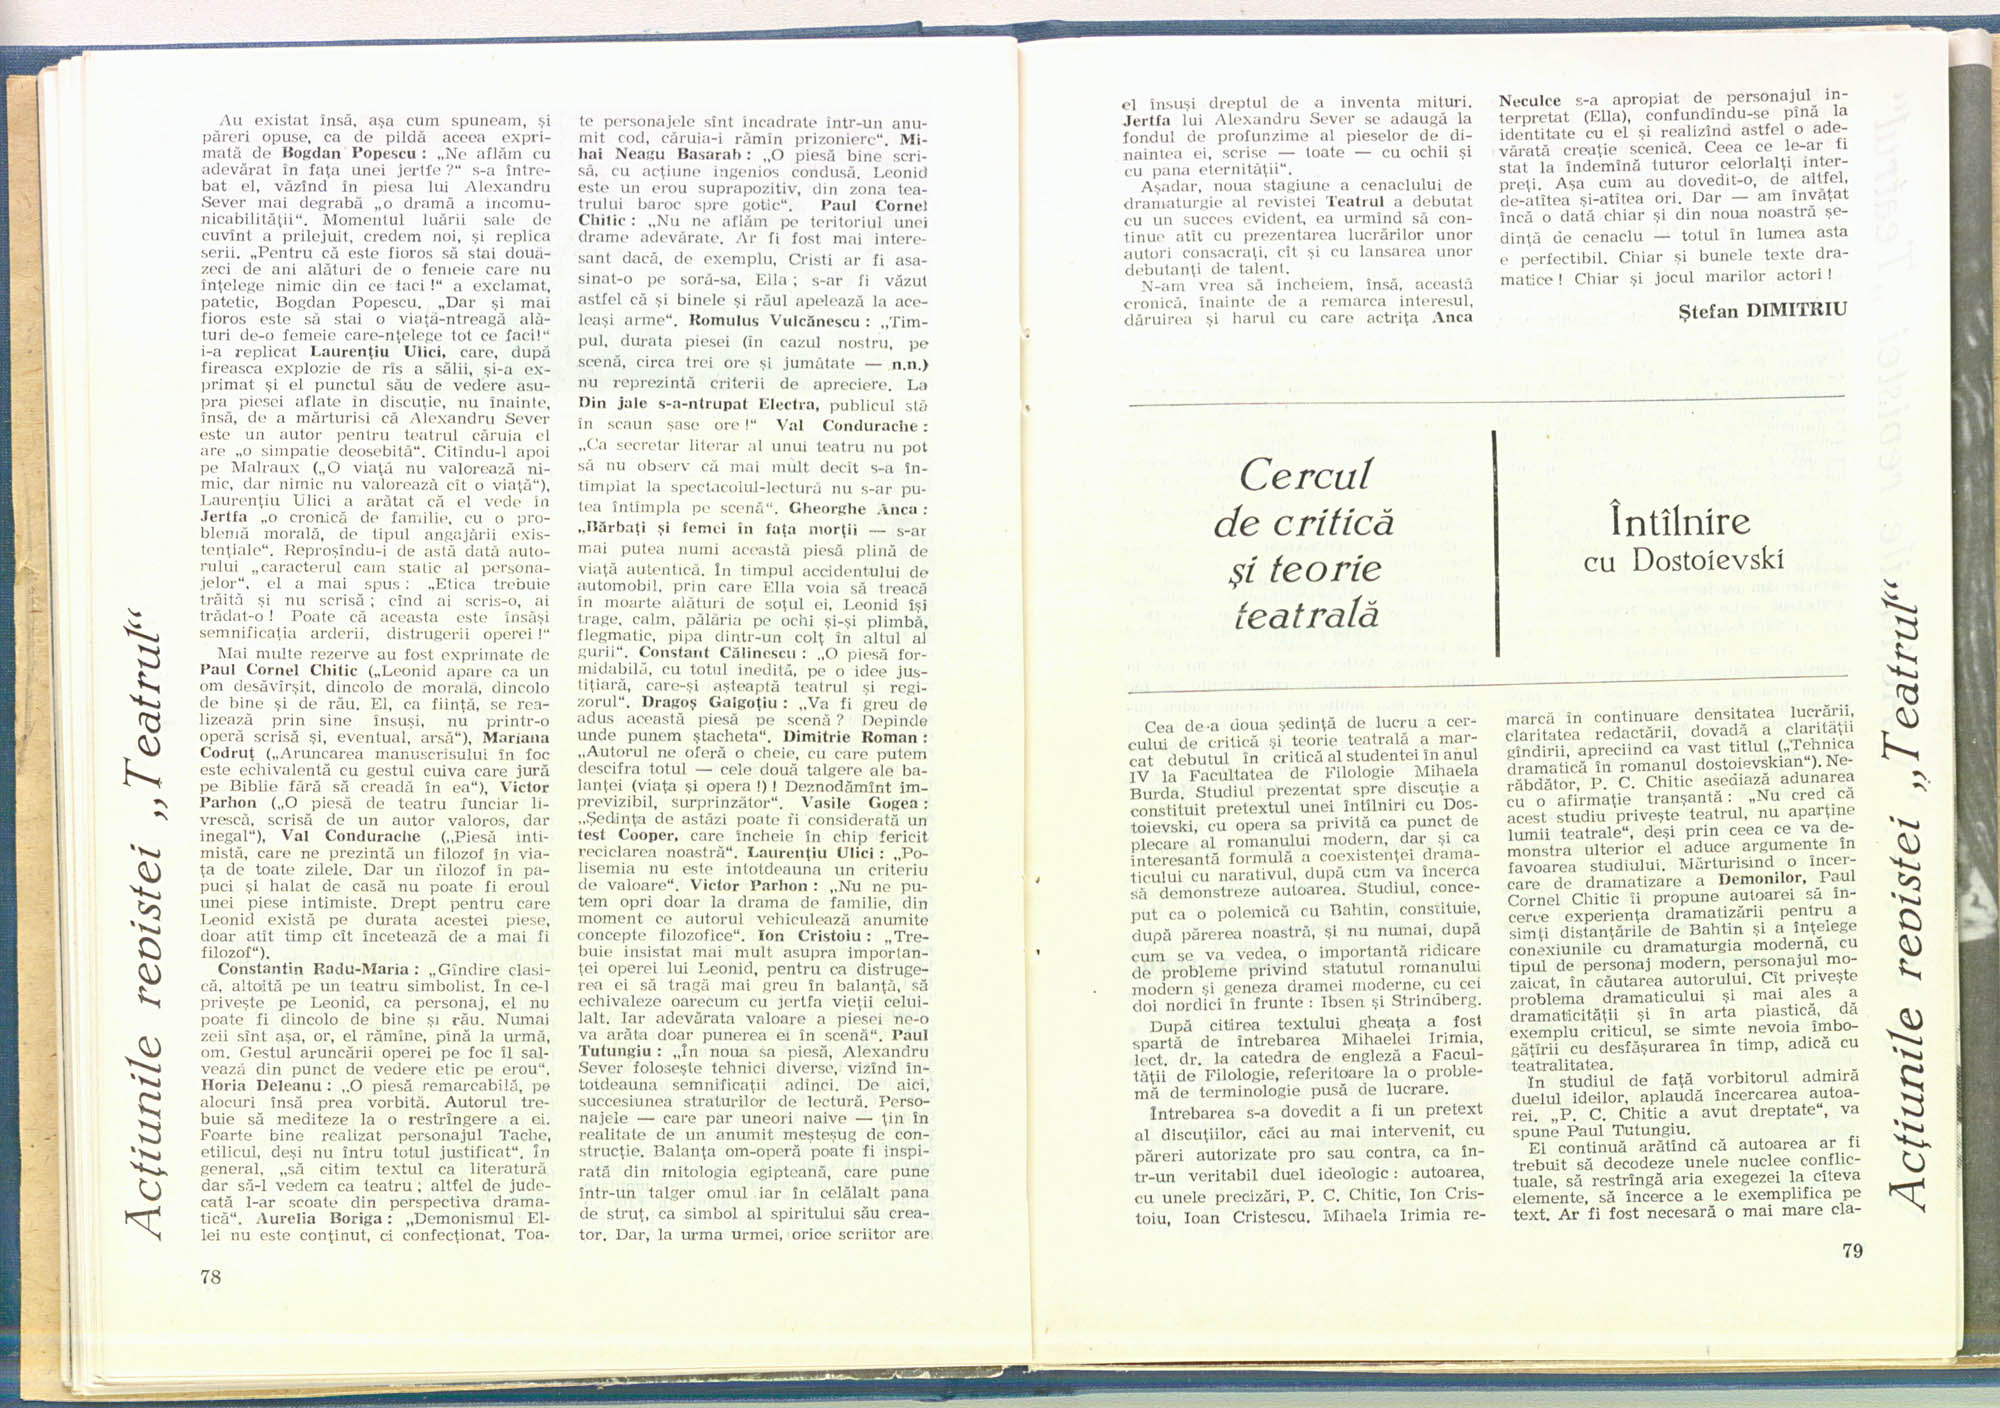 Acțiunile revistei „Teatrul“
Au existat însă, așa cum spuneam, și
păreri opuse, ca de pildă aceea expri-
mată de Bogdan Popescu : „Ne aflăm cu
adevărat în fața unei jertfe ?“ s-a între-
bat el, văzînd în piesa lui Alexandru
Sever mai degrabă „o dramă a incomu-
nicabilității“. Momentul luării sale de
cuvînt a prilejuit, credem noi, și replica
serii. „Pentru că este fioros să stai două-
zeci de ani alături de o femeie care nu
înțelege nimic din ce faci !“ a exclamat,
patetic, Bogdan Popescu. „Dar și mai
fioros este să stai o viață-ntreagă ală-
turi de-o femeie care-nțelege tot ce faci!“
i-a replicat Laurențiu Ulici, care, după
fireasca explozie de rîs a sălii, și-a ex-
primat și el punctul său de vedere asu-
pra piesei aflate în discuție, nu înainte,
însă, de a mărturisi că Alexandru Sever
este un autor pentru teatrul căruia el
are „o simpatie deosebită“. Citîndu-l apoi
pe Malraux („O viață nu valorează ni-
mic, dar nimic nu valorează cît o viață“),
Laurențiu Ulici a arătat că el vede în
Jertfa „o cronică de familie, cu o pro-
blemă morală, de tipul angajării exis-
tențiale“. Reproșîndu-i de astă dată auto-
rului „caracterul cam static al persona-
jelor“, el a mai spus : „Etica trebuie
trăită și nu scrisă ; cînd ai scris-o, ai
trădat-o ! Poate că aceasta este însăși
semnificația arderii, distrugerii operei !“
Mai multe rezerve au fost exprimate de
Paul Cornel Chitic („Leonid apare ca un
om desăvîrșit, dincolo de morală, dincolo
de bine și de rău. El, ca ființă, se rea-
lizează prin sine însuși, nu printr-o
operă scrisă și, eventual, arsă“), Mariana
Codruț („Aruncarea manuscrisului în foc
este echivalentă cu gestul cuiva care jură
pe Biblie fără să creadă în ea“), Victor
Parhon („O piesă de teatru funciar li-
vrescă, scrisă de un autor valoros, dar
inegal“), Val Condurache („Piesă inti-
mistă, care ne prezintă un filozof în via-
ța de toate zilele. Dar un filozof în pa-
puci și halat de casă nu poate fi eroul
unei piese intimiste. Drept pentru care
Leonid există pe durata acestei piese,
doar atît timp cît încetează de a mai fi
filozof“).
Constantin Radu-Maria : „Gîndire clasi-
că, altoită pe un teatru simbolist. În ce-l
privește pe Leonid, ca personaj, el nu
poate fi dincolo de bine și rău. Numai
zeii sînt așa, or, el rămîne, pînă la urmă,
om. Gestul aruncării operei pe foc îl sal-
vează din punct de vedere etic pe erou“.
Horia Deleanu : „O piesă remarcabilă, pe
alocuri însă prea vorbită. Autorul tre-
buie să mediteze la o restrîngere a ei.
Foarte bine realizat personajul Tache,
etilicul, deși nu întru totul justificat“. În
general, „să citim textul ca literatură
dar să-l vedem ca teatru ; altfel de jude-
cată l-ar scoate din perspectiva drama-
tică“. Aurelia Boriga : „Demonismul El-
lei nu este conținut, ci confecționat. Toa-
78
te personajele sînt încadrate într-un anu-
mit cod, căruia-i rămîn prizoniere“. Mi-
hai Neagu Basarab : „O piesă bine scri-
să, cu acțiune ingenios condusă. Leonid
este un erou suprapozitiv, din zona tea-
trului baroc spre gotic“. Paul Cornel
Chitic : „Nu ne aflăm pe teritoriul unei
drame adevărate. Ar fi fost mai intere-
sant dacă, de exemplu, Cristi ar fi asa-
sinat-o pe soră-sa, Ella ; s-ar fi văzut
astfel că și binele și răul apelează la ace-
leași arme“. Romulus Vulcănescu : „Tim-
pul, durata piesei (în cazul nostru, pe
scenă, circa trei ore și jumătate — n.n.)
nu reprezintă criterii de apreciere. La
Din jale s-a-ntrupat Electra, publicul stă
în scaun șase ore !“ Val Condurache :
„Ca secretar literar al unui teatru nu pot
să nu observ că mai mult decît s-a în-
tîmplat la spectacolul-lectură nu s-ar pu-
tea întîmpla pe scenă“. Gheorghe Anca :
„Bărbați și femei în fața morții — s-ar
mai putea numi această piesă plină de
viață autentică. În timpul accidentului de
automobil, prin care Ella voia să treacă
în moarte alături de soțul ei, Leonid își
trage, calm, pălăria pe ochi și-și plimbă,
flegmatic, pipa dintr-un colț în altul al
gurii“. Constant Călinescu : „O piesă for-
midabilă, cu totul inedită, pe o idee jus-
tițiară, care-și așteaptă teatrul și regi-
zorul“. Dragoș Gaigoțiu : „Va fi greu de
adus această piesă pe scenă ? Depinde
unde punem ștacheta“. Dimitrie Roman :
„Autorul ne oferă o cheie, cu care putem
descifra totul — cele două talgere ale ba-
lanței (viața și opera !) ! Deznodămînt im-
previzibil, surprinzător“. Vasile Gogea :
„Ședința de astăzi poate fi considerată un
test Cooper, care încheie în chip fericit
reciclarea noastră“. Laurențiu Ulici : „Po-
lisemia nu este întotdeauna un criteriu
de valoare“. Victor Parhon : „Nu ne pu-
tem opri doar la drama de familie, din
moment ce autorul vehiculează anumite
concepte filozofice“. Ion Cristoiu : „Tre-
buie insistat mai mult asupra importan-
ței operei lui Leonid, pentru ca distruge-
rea ei să tragă mai greu în balanță, să
echivaleze oarecum cu jertfa vieții celui-
lalt. Iar adevărata valoare a piesei ne-o
va arăta doar punerea ei în scenă“. Paul
Tutungiu : „În noua sa piesă, Alexandru
Sever folosește tehnici diverse, vizînd în-
totdeauna semnificații adînci. De aici,
succesiunea straturilor de lectură. Perso-
najele — care par uneori naive — țin în
realitate de un anumit meșteșug de con-
strucție. Balanța om-operă poate fi inspi-
rată din mitologia egipteană, care pune
într-un talger omul iar în celălalt pana
de struț, ca simbol al spiritului său crea-
tor. Dar, la urma urmei, orice scriitor are
el însuși dreptul de a inventa mituri.
Jertfa lui Alexandru Sever se adaugă la
fondul de profunzime al pieselor de di-
naintea ei, scrise — toate — cu ochii și
cu pana eternității“.
Așadar, noua stagiune a cenaclului de
dramaturgie al revistei Teatrul a debutat
cu un succes evident, ea urmînd să con-
tinue atît cu prezentarea lucrărilor unor
autori consacrați, cît și cu lansarea unor
debutanți de talent.
N-am vrea să încheiem, însă, această
cronică, înainte de a remarca interesul,
dăruirea și harul cu care actrița Anca
Neculce s-a apropiat de personajul in-
terpretat (Ella), confundîndu-se pînă la
identitate cu el și realizînd astfel o ade-
vărată creație scenică. Ceea ce le-ar fi
stat la îndemînă tuturor celorlalți inter-
preți. Așa cum au dovedit-o, de altfel,
de-atîtea și-atîtea ori. Dar — am învățat
încă o dată chiar și din noua noastră șe-
dință de cenaclu — totul în lumea asta
e perfectibil. Chiar și bunele texte dra-
matice ! Chiar și jocul marilor actori !
Ștefan DIMITRIU
Cercul
de critică
și teorie
teatrală
Întîlnire
cu Dostoievski
Cea de-a doua ședință de lucru a cer-
cului de critică și teorie teatrală a mar-
cat debutul în critică al studentei în anul
IV la Facultatea de Filologie Mihaela
Burda. Studiul prezentat spre discuție a
constituit pretextul unei întîlniri cu Dos-
toievski, cu opera sa privită ca punct de
plecare al romanului modern, dar și ca
interesantă formulă a coexistenței drama-
ticului cu narativul, după cum va încerca
să demonstreze autoarea. Studiul, conce-
put ca o polemică cu Bahtin, constituie,
după părerea noastră, și nu numai, după
cum se va vedea, o importantă ridicare
de probleme privind statutul romanului
modern și geneza dramei moderne, cu cei
doi nordici în frunte : Ibsen și Strindberg.
După citirea textului gheața a fost
spartă de întrebarea Mihaelei Irimia,
lect. dr. la catedra de engleză a Facul-
tății de Filologie, referitoare la o proble-
mă de terminologie pusă de lucrare.
Întrebarea s-a dovedit a fi un pretext
al discuțiilor, căci au mai intervenit, cu
păreri autorizate pro sau contra, ca în-
tr-un veritabil duel ideologic : autoarea,
cu unele precizări, P. C. Chitic, Ion Cris-
toiu, Ioan Cristescu. Mihaela Irimia re-
marcă în continuare densitatea lucrării,
claritatea redactării, dovadă a clarității
gîndirii, apreciind ca vast titlul („Tehnica
dramatică în romanul dostoievskian“). Ne-
răbdător, P. C. Chitic asediază adunarea
cu o afirmație tranșantă : „Nu cred că
acest studiu privește teatrul, nu aparține
lumii teatrale“, deși prin ceea ce va de-
monstra ulterior el aduce argumente în
favoarea studiului. Mărturisind o încer-
care de dramatizare a Demonilor, Paul
Cornel Chitic îi propune autoarei să în-
cerce experiența dramatizării pentru a
simți distanțările de Bahtin și a înțelege
conexiunile cu dramaturgia modernă, cu
tipul de personaj modern, personajul mo-
zaicat, în căutarea autorului. Cît privește
problema dramaticului și mai ales a
dramaticității și în arta plastică, dă
exemplu criticul, se simte nevoia îmbo-
gățirii cu desfășurarea în timp, adică cu
teatralitatea.
În studiul de față vorbitorul admiră
duelul ideilor, aplaudă încercarea autoa-
rei. „P. C. Chitic a avut dreptate“, va
spune Paul Tutungiu.
El continuă arătînd că autoarea ar fi
trebuit să decodeze unele nuclee conflic-
tuale, să restrîngă aria exegezei la cîteva
elemente, să încerce a le exemplifica pe
text. Ar fi fost necesară o mai mare cla-
79
Acțiunile revistei „Teatrul“